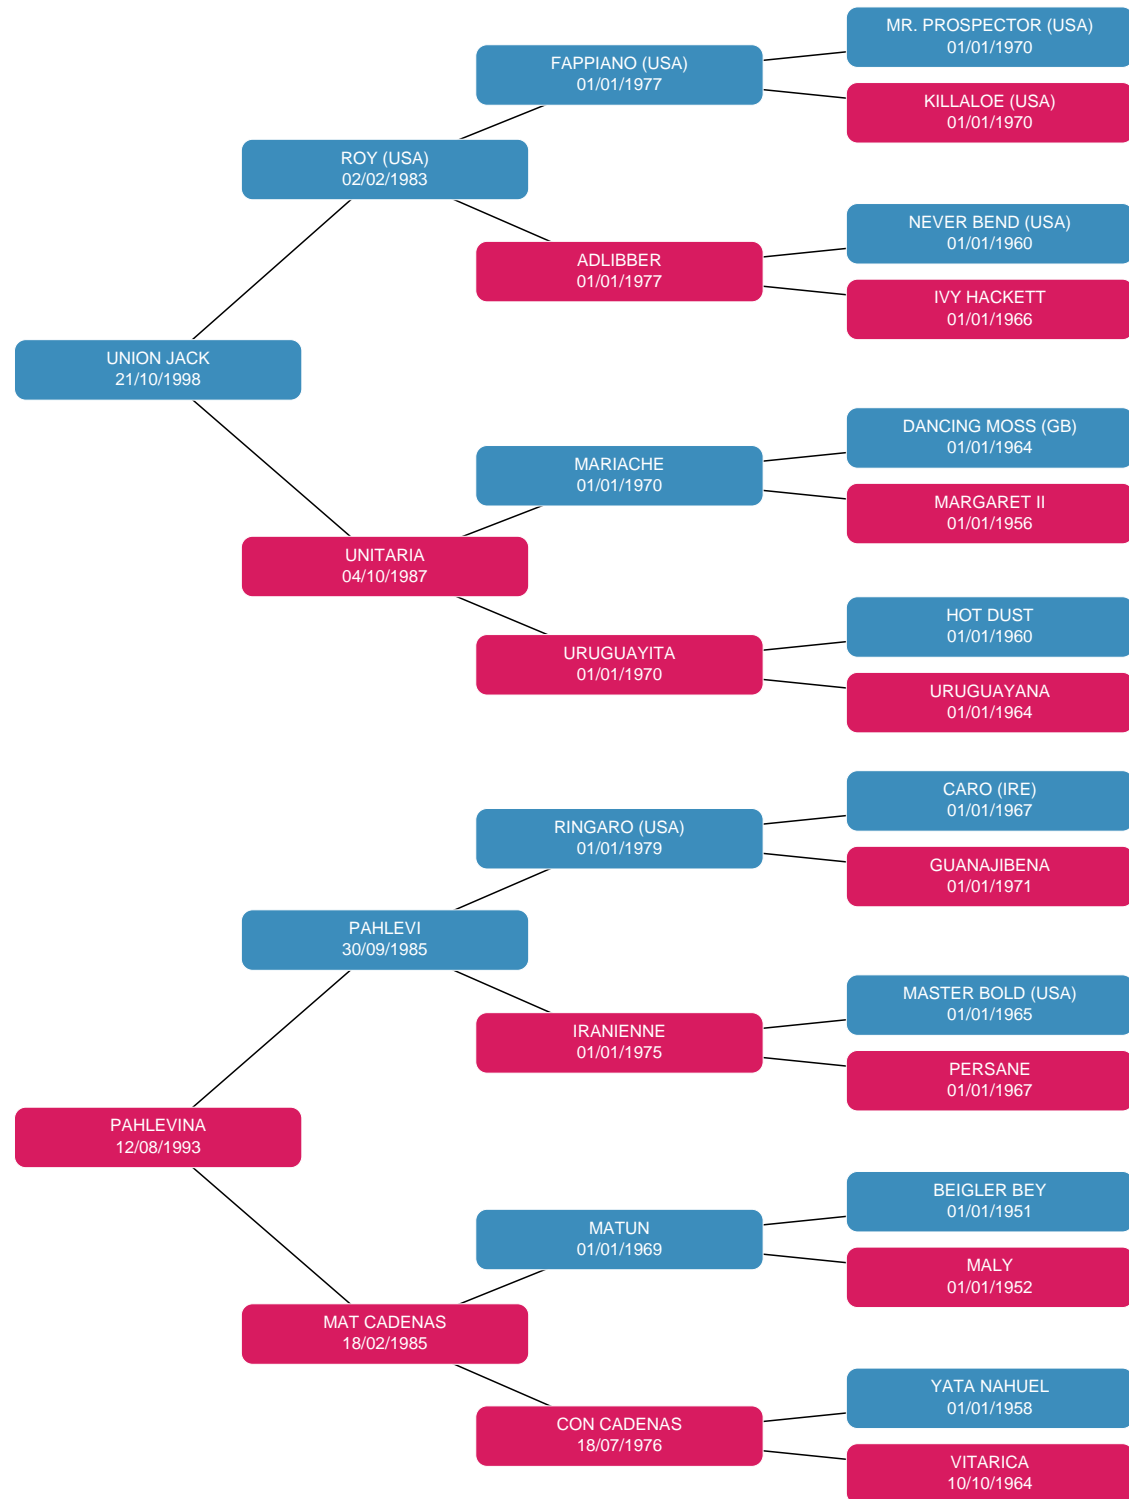 MR. PROSPECTOR (USA)
01/01/1970
FAPPIANO (USA)
01/01/1977
KILLALOE (USA)
01/01/1970
ROY (USA)
02/02/1983
NEVER BEND (USA)
01/01/1960
ADLIBBER
01/01/1977
IVY HACKETT
01/01/1966
UNION JACK
21/10/1998
DANCING MOSS (GB)
01/01/1964
MARIACHE
01/01/1970
MARGARET II
01/01/1956
UNITARIA
04/10/1987
HOT DUST
01/01/1960
URUGUAYITA
01/01/1970
URUGUAYANA
01/01/1964
CARO (IRE)
01/01/1967
RINGARO (USA)
01/01/1979
GUANAJIBENA
01/01/1971
PAHLEVI
30/09/1985
MASTER BOLD (USA)
01/01/1965
IRANIENNE
01/01/1975
PERSANE
01/01/1967
PAHLEVINA
12/08/1993
BEIGLER BEY
01/01/1951
MATUN
01/01/1969
MALY
01/01/1952
MAT CADENAS
18/02/1985
YATA NAHUEL
01/01/1958
CON CADENAS
18/07/1976
VITARICA
10/10/1964